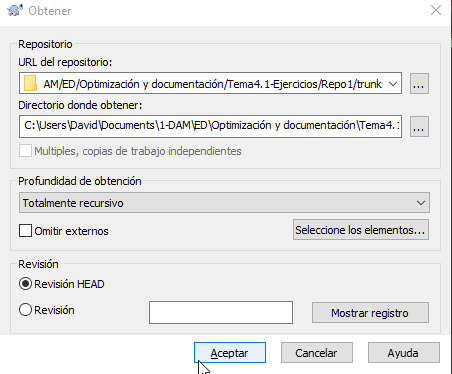 Obtener
Repositorio
URL del repositorio:
AM/ED/Optimización y documentación/Tema4.1-Ejercicios/Repo1/trunk
...
Directorio donde obtener:
C:\Users\David\Documents\1-DAM\ED\Optimización y documentación\Tema4.1
...
Multiples, copias de trabajo independientes
Profundidad de obtención
Totalmente recursivo
Omitir externos
Seleccione los elementos...
Revisión
Revisión HEAD
Revisión
Mostrar registro
Aceptar
Cancelar
Ayuda